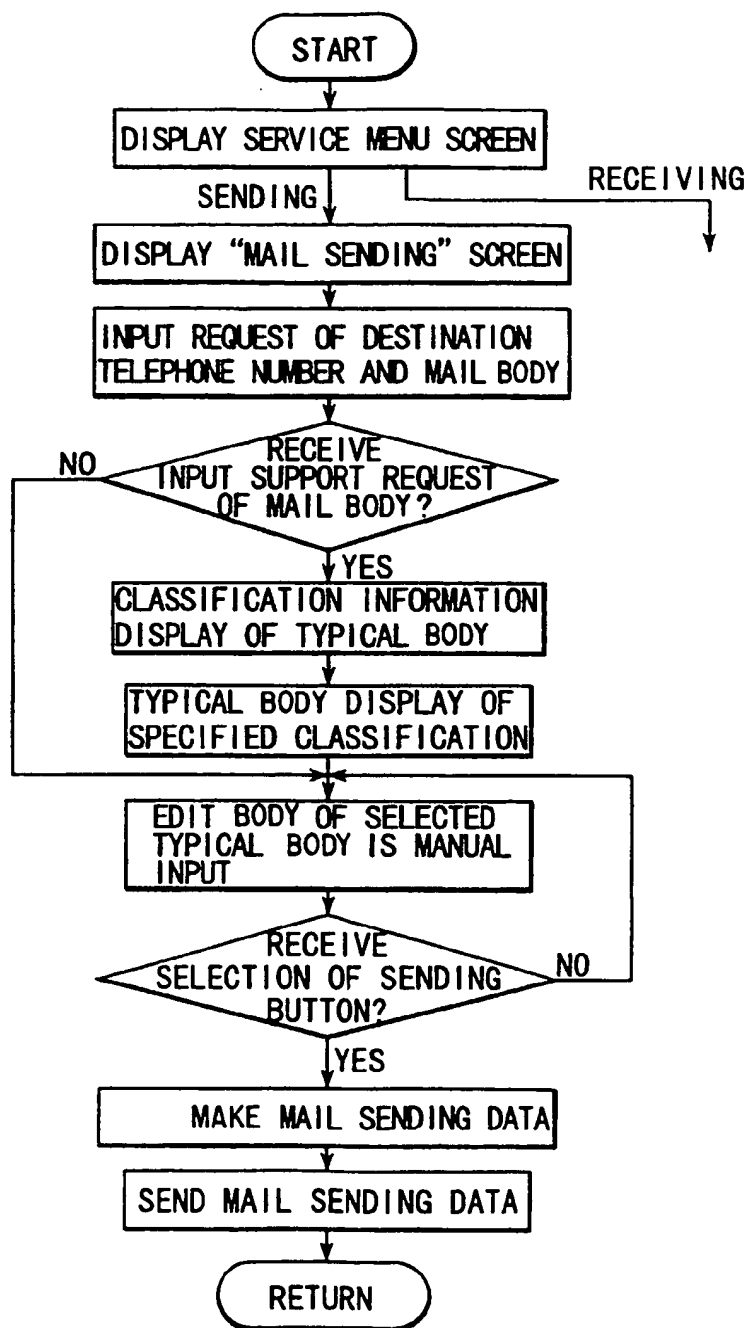 START
DISPLAY SERVICE MENU SCREEN
SENDING
RECEIVING
DISPLAY “MAIL SENDING” SCREEN
INPUT REQUEST OF DESTINATION
TELEPHONE NUMBER AND MAIL BODY
RECEIVE
INPUT SUPPORT REQUEST
OF MAIL BODY?
NO
YES
CLASSIFICATION INFORMATION
DISPLAY OF TYPICAL BODY
TYPICAL BODY DISPLAY OF
SPECIFIED CLASSIFICATION
EDIT BODY OF SELECTED
TYPICAL BODY IS MANUAL
INPUT
RECEIVE
SELECTION OF SENDING
BUTTON?
NO
YES
MAKE MAIL SENDING DATA
SEND MAIL SENDING DATA
RETURN